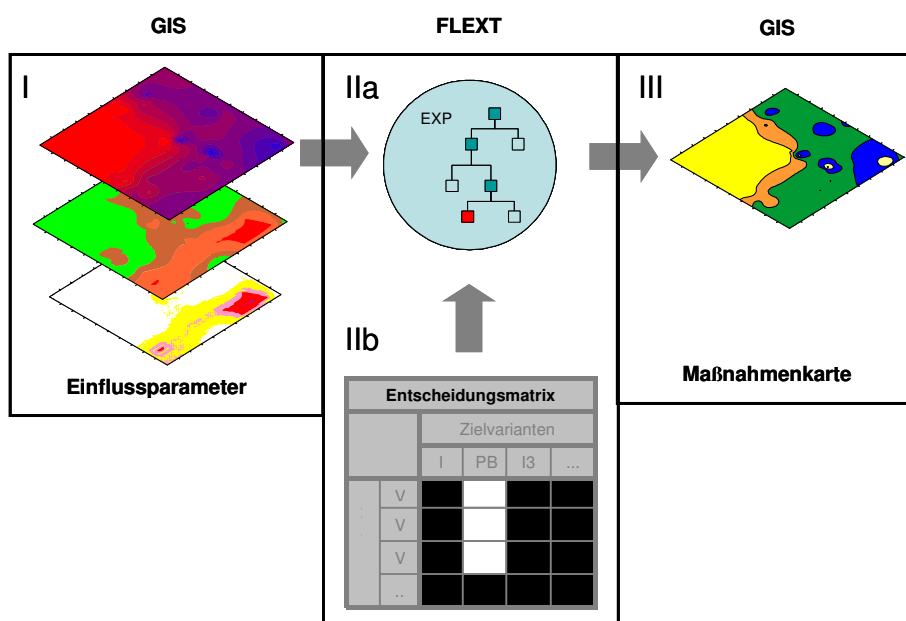 GIS
FLEXT
GIS
I
IIa
III
EXP
IIb
Einflussparameter
Maßnahmenkarte
Entscheidungsmatrix
Zielvarianten
I PB I3 ...
V
V
V
..